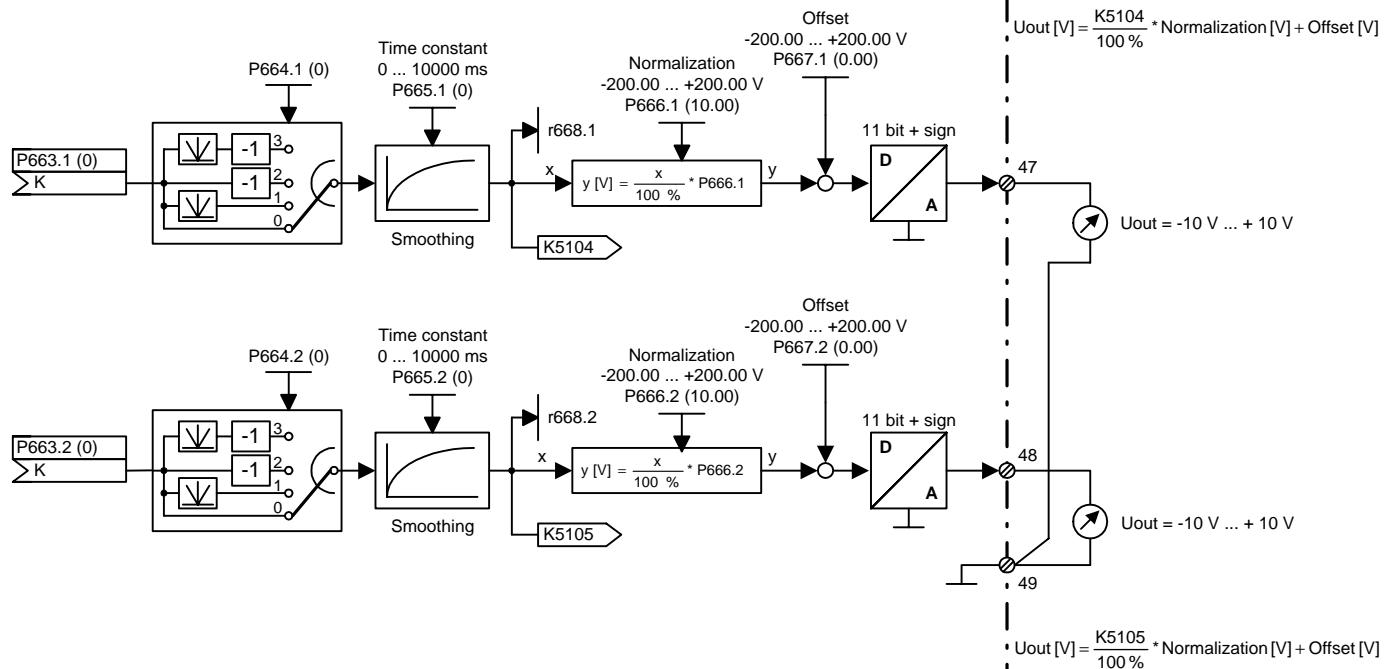 Uout [V] = K5104 / 100 % * Normalization [V] + Offset [V]
Offset
-200.00 ... +200.00 V
P667.1 (0.00)
Time constant
0 ... 10000 ms
P665.1 (0)
Normalization
-200.00 ... +200.00 V
P666.1 (10.00)
P664.1 (0)
r668.1
11 bit + sign
P663.1 (0)
K
-1
3
-1
2
1
0
x
y [V] = x / 100 % * P666.1
y
D
A
47
Uout = -10 V ... + 10 V
Smoothing
K5104
Offset
-200.00 ... +200.00 V
P667.2 (0.00)
Time constant
0 ... 10000 ms
P665.2 (0)
Normalization
-200.00 ... +200.00 V
P666.2 (10.00)
P664.2 (0)
r668.2
11 bit + sign
P663.2 (0)
K
-1
3
-1
2
1
0
x
y [V] = x / 100 % * P666.2
y
D
A
48
Uout = -10 V ... + 10 V
Smoothing
K5105
49
Uout [V] = K5105 / 100 % * Normalization [V] + Offset [V]